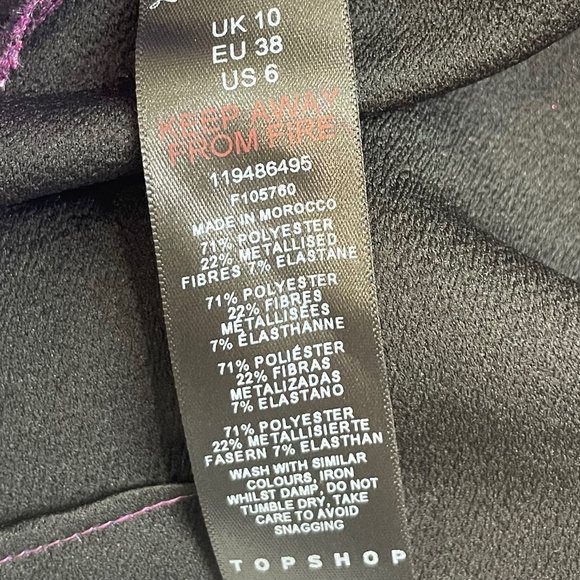 UK 10
EU 38
US 6
KEEP AWAY
FROM FIRE
119486495
F105760
MADE IN MOROCCO
71% POLYESTER
22% METALLISED
FIBRES 7% ELASTANE
71% POLYESTER
22% FIBRES
MÉTALLISÉES
7% ÉLASTHANNE
71% POLIÉSTER
22% FIBRAS
METALIZADAS
7% ELASTANO
71% POLYESTER
22% METALLISIERTE
FASERN 7% ELASTHAN
WASH WITH SIMILAR
COLOURS, IRON
WHILST DAMP, DO NOT
TUMBLE DRY, TAKE
CARE TO AVOID
SNAGGING
TOPSHOP